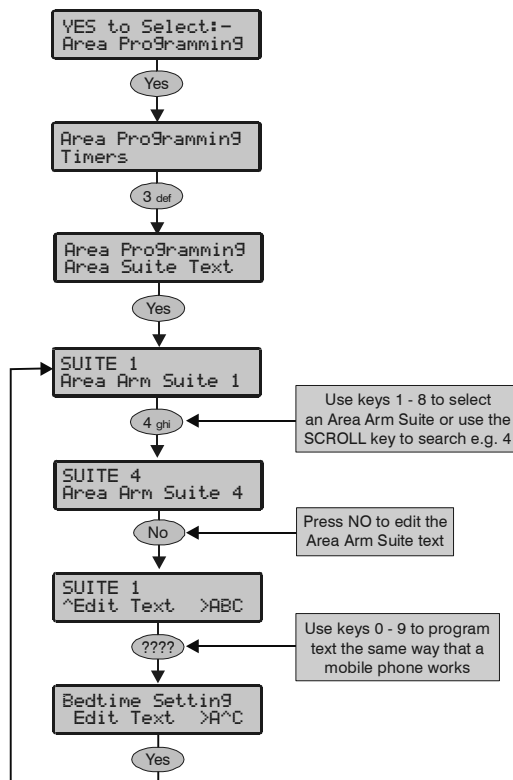 YES to Select:-
Area Programming
Yes
Area Programming
Timers
3 def
Area Programming
Area Suite Text
Yes
SUITE 1
Area Arm Suite 1
4 ghi
Use keys 1 - 8 to select
an Area Arm Suite or use the
SCROLL key to search e.g. 4
SUITE 4
Area Arm Suite 4
No
Press NO to edit the
Area Arm Suite text
SUITE 1
^Edit Text >ABC
????
Use keys 0 - 9 to program
text the same way that a
mobile phone works
Bedtime Setting
Edit Text >A^C
Yes